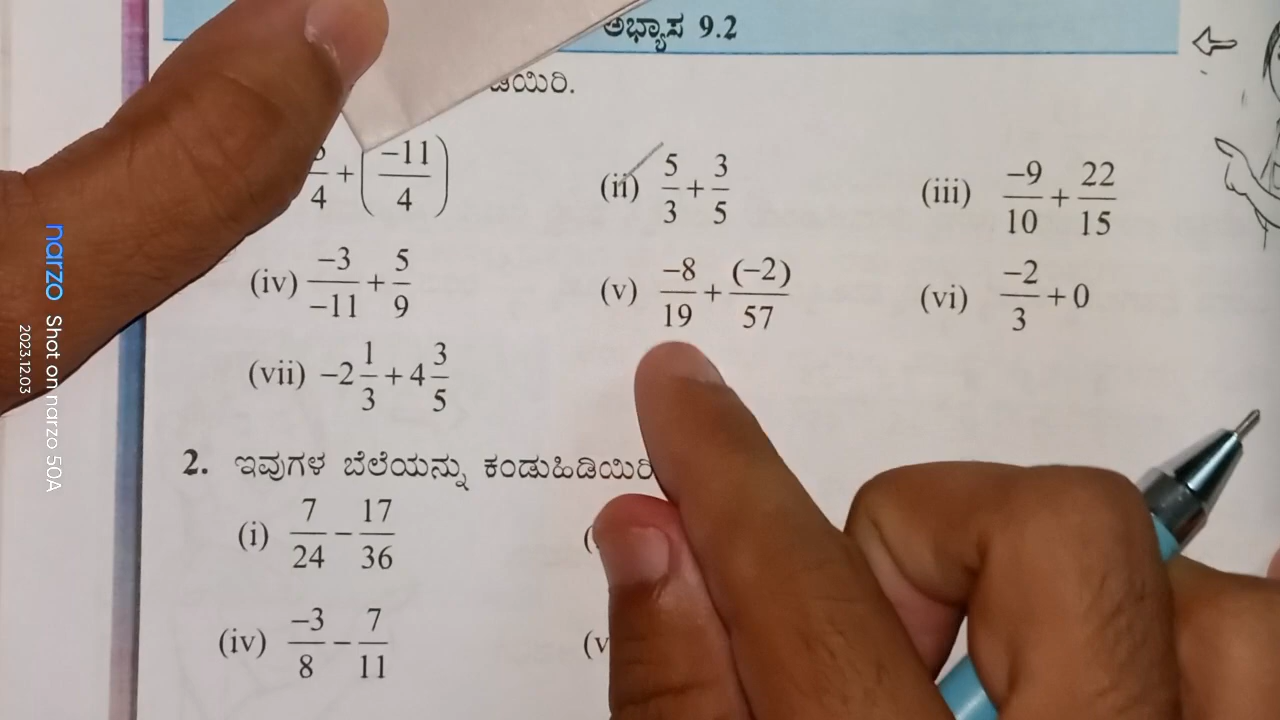 ಅಭ್ಯಾಸ 9.2
/4 + (-11/4) (ii) 5/3 + 3/5 (iii) -9/10 + 22/15
(iv) -3/-11 + 5/9 (v) -8/19 + (-2)/57 (vi) -2/3 + 0
(vii) -2 1/3 + 4 3/5
2. ಇವುಗಳ ಬೆಲೆಯನ್ನು ಕಂಡುಹಿಡಿಯಿರಿ
(i) 7/24 - 17/36
(iv) -3/8 - 7/11
narzo Shot on narzo 50A
2023.12.03